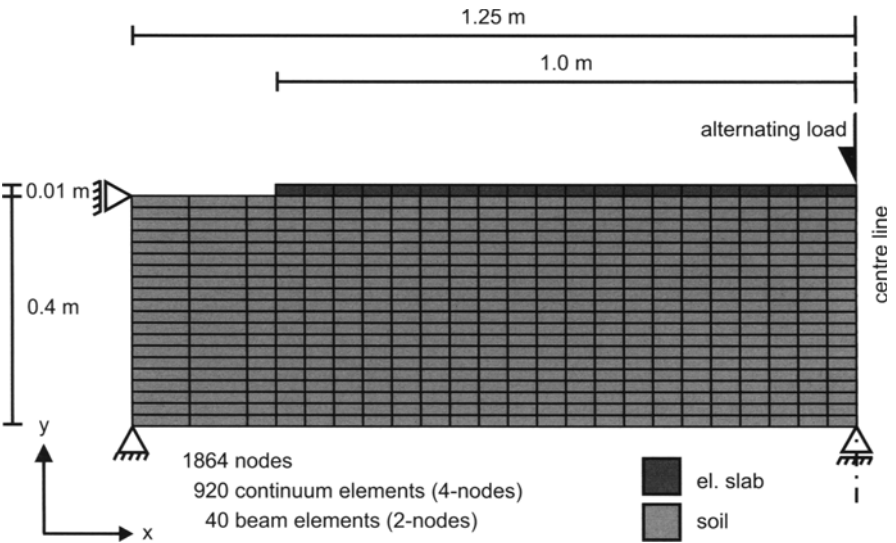 1.25 m
1.0 m
alternating load
0.01 m
centre line
0.4 m
y
x
1864 nodes
920 continuum elements (4-nodes)
40 beam elements (2-nodes)
el. slab
soil